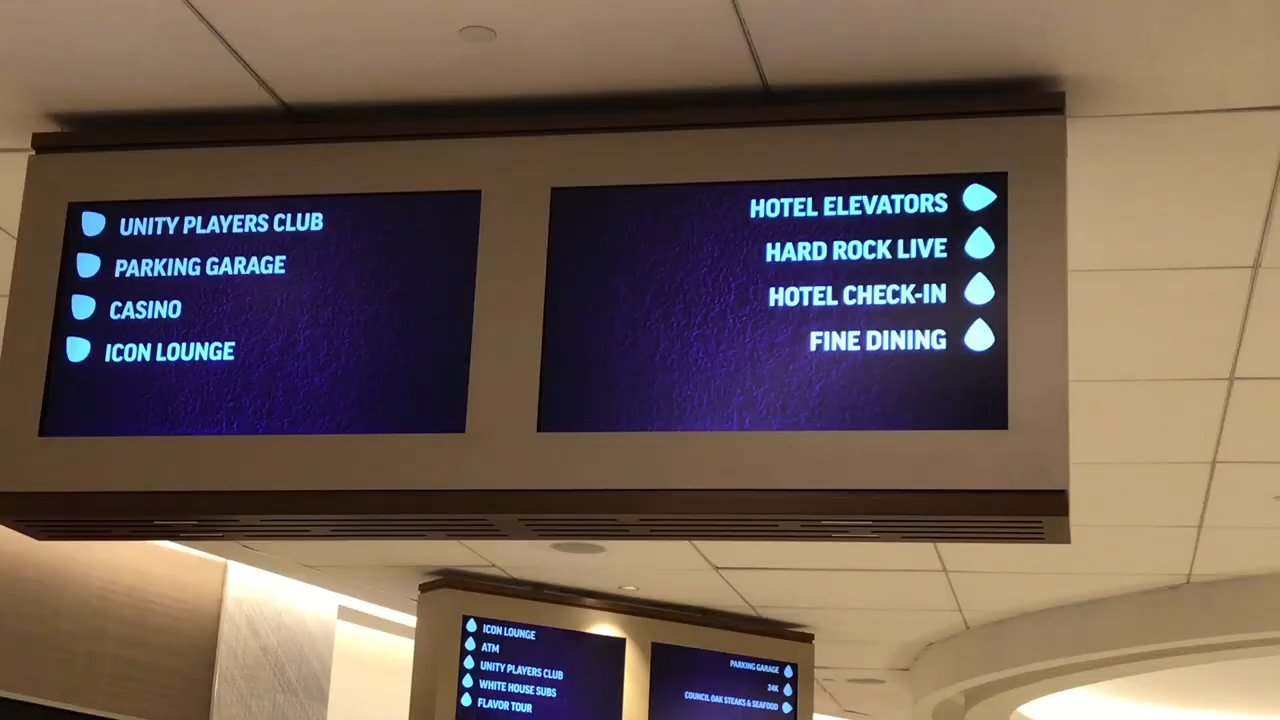 UNITY PLAYERS CLUB
PARKING GARAGE
CASINO
ICON LOUNGE
HOTEL ELEVATORS
HARD ROCK LIVE
HOTEL CHECK-IN
FINE DINING
ICON LOUNGE
ATM
UNITY PLAYERS CLUB
WHITE HOUSE SUBS
FLAVOR TOUR
PARKING GARAGE
24K
COUNCIL OAK STEAKS & SEAFOOD